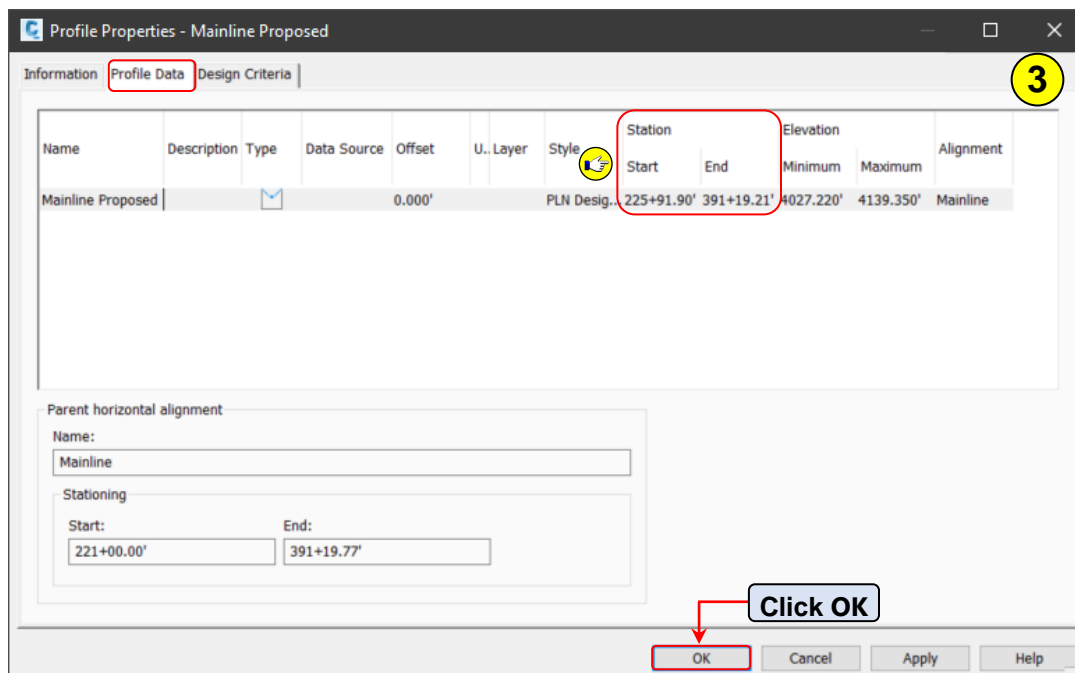 Profile Properties - Mainline Proposed
Information Profile Data Design Criteria
3
Station Elevation
Name Description Type Data Source Offset U.. Layer Style Alignment
Start End Minimum Maximum
Mainline Proposed 0.000' PLN Desig... 225+91.90' 391+19.21' 4027.220' 4139.350' Mainline
Parent horizontal alignment
Name:
Mainline
Stationing
Start: End:
221+00.00' 391+19.77'
Click OK
OK Cancel Apply Help